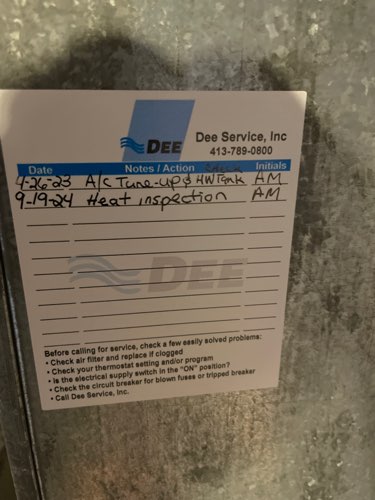 DEE
Dee Service, Inc
413-789-0800
Date Notes / Action Initials
4-26-23 A/C Tune-up & HW Tank AM
9-19-24 Heat inspection AM
DEE
Before calling for service, check a few easily solved problems:
• Check air filter and replace if clogged
• Check your thermostat setting and/or program
• Is the electrical supply switch in the "ON" position?
• Check the circuit breaker for blown fuses or tripped breaker
• Call Dee Service, Inc.